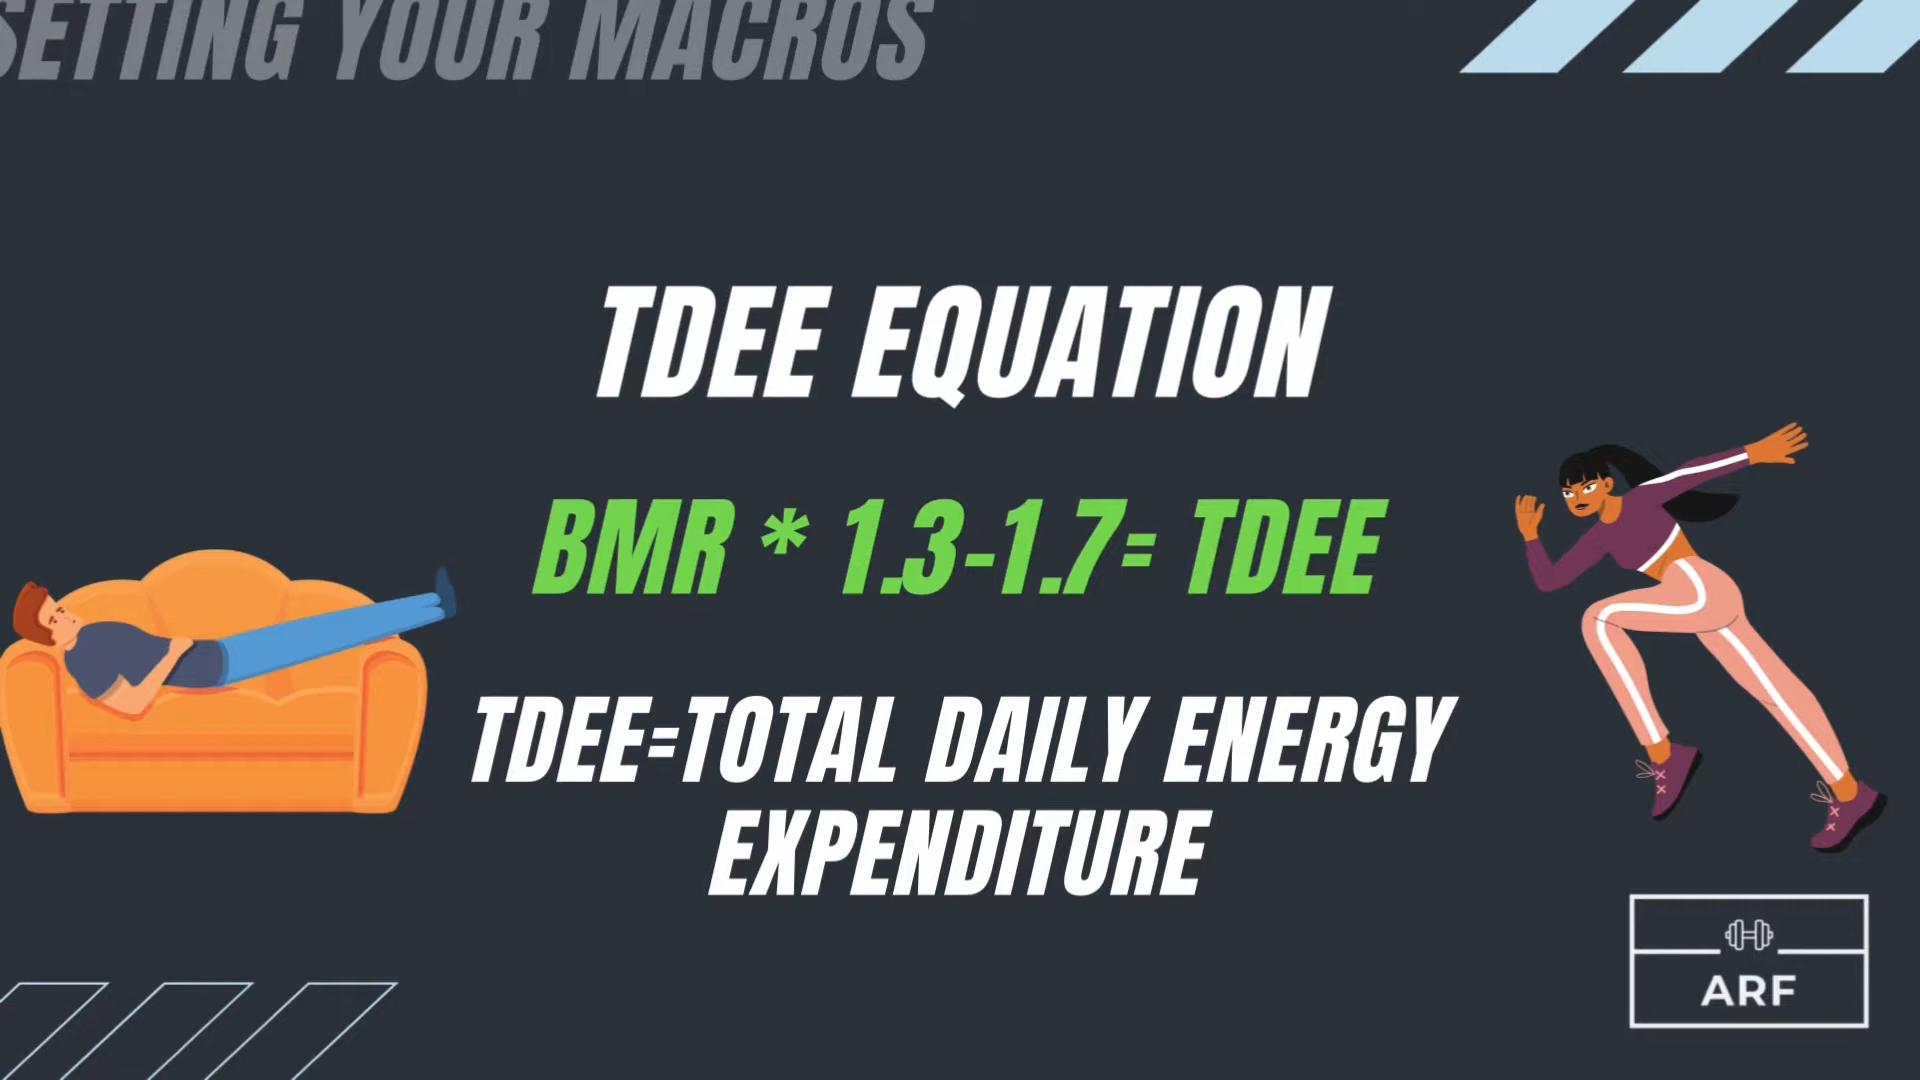 SETTING YOUR MACROS
TDEE EQUATION
BMR * 1.3-1.7= TDEE
TDEE=TOTAL DAILY ENERGY
EXPENDITURE
ARF